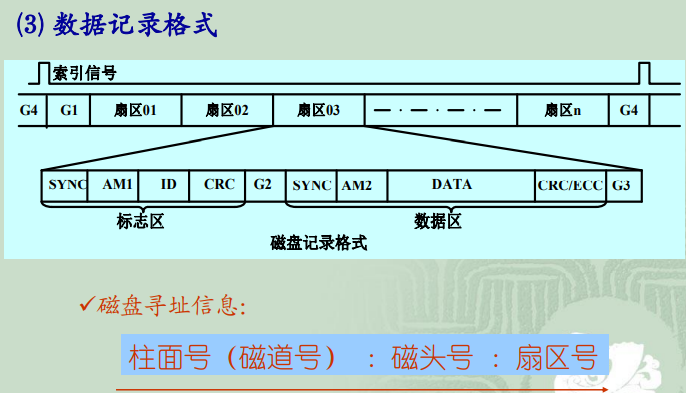 (3) 数据记录格式
索引信号
G4 G1 扇区01 扇区02 扇区03 扇区n G4
SYNC AM1 ID CRC G2 SYNC AM2 DATA CRC/ECC G3
标志区 数据区
磁盘记录格式
✓磁盘寻址信息:
柱面号（磁道号）：磁头号：扇区号